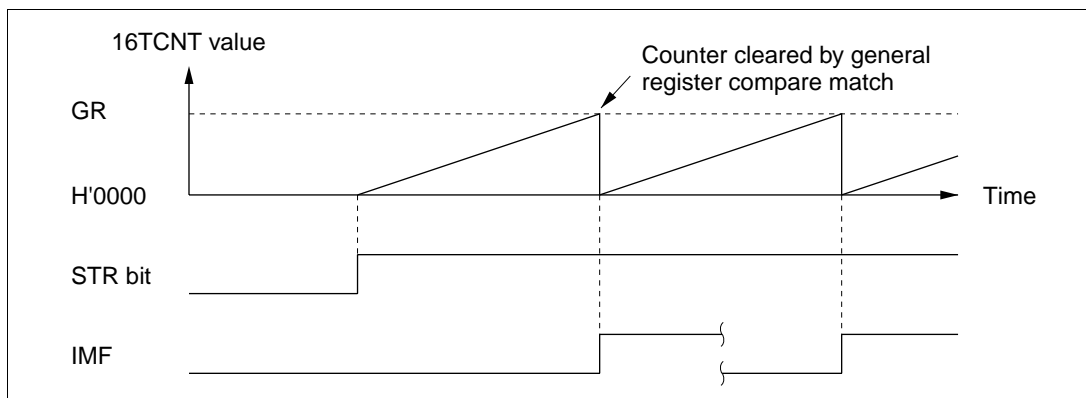 16TCNT value
Counter cleared by general
register compare match
GR
H'0000
Time
STR bit
IMF